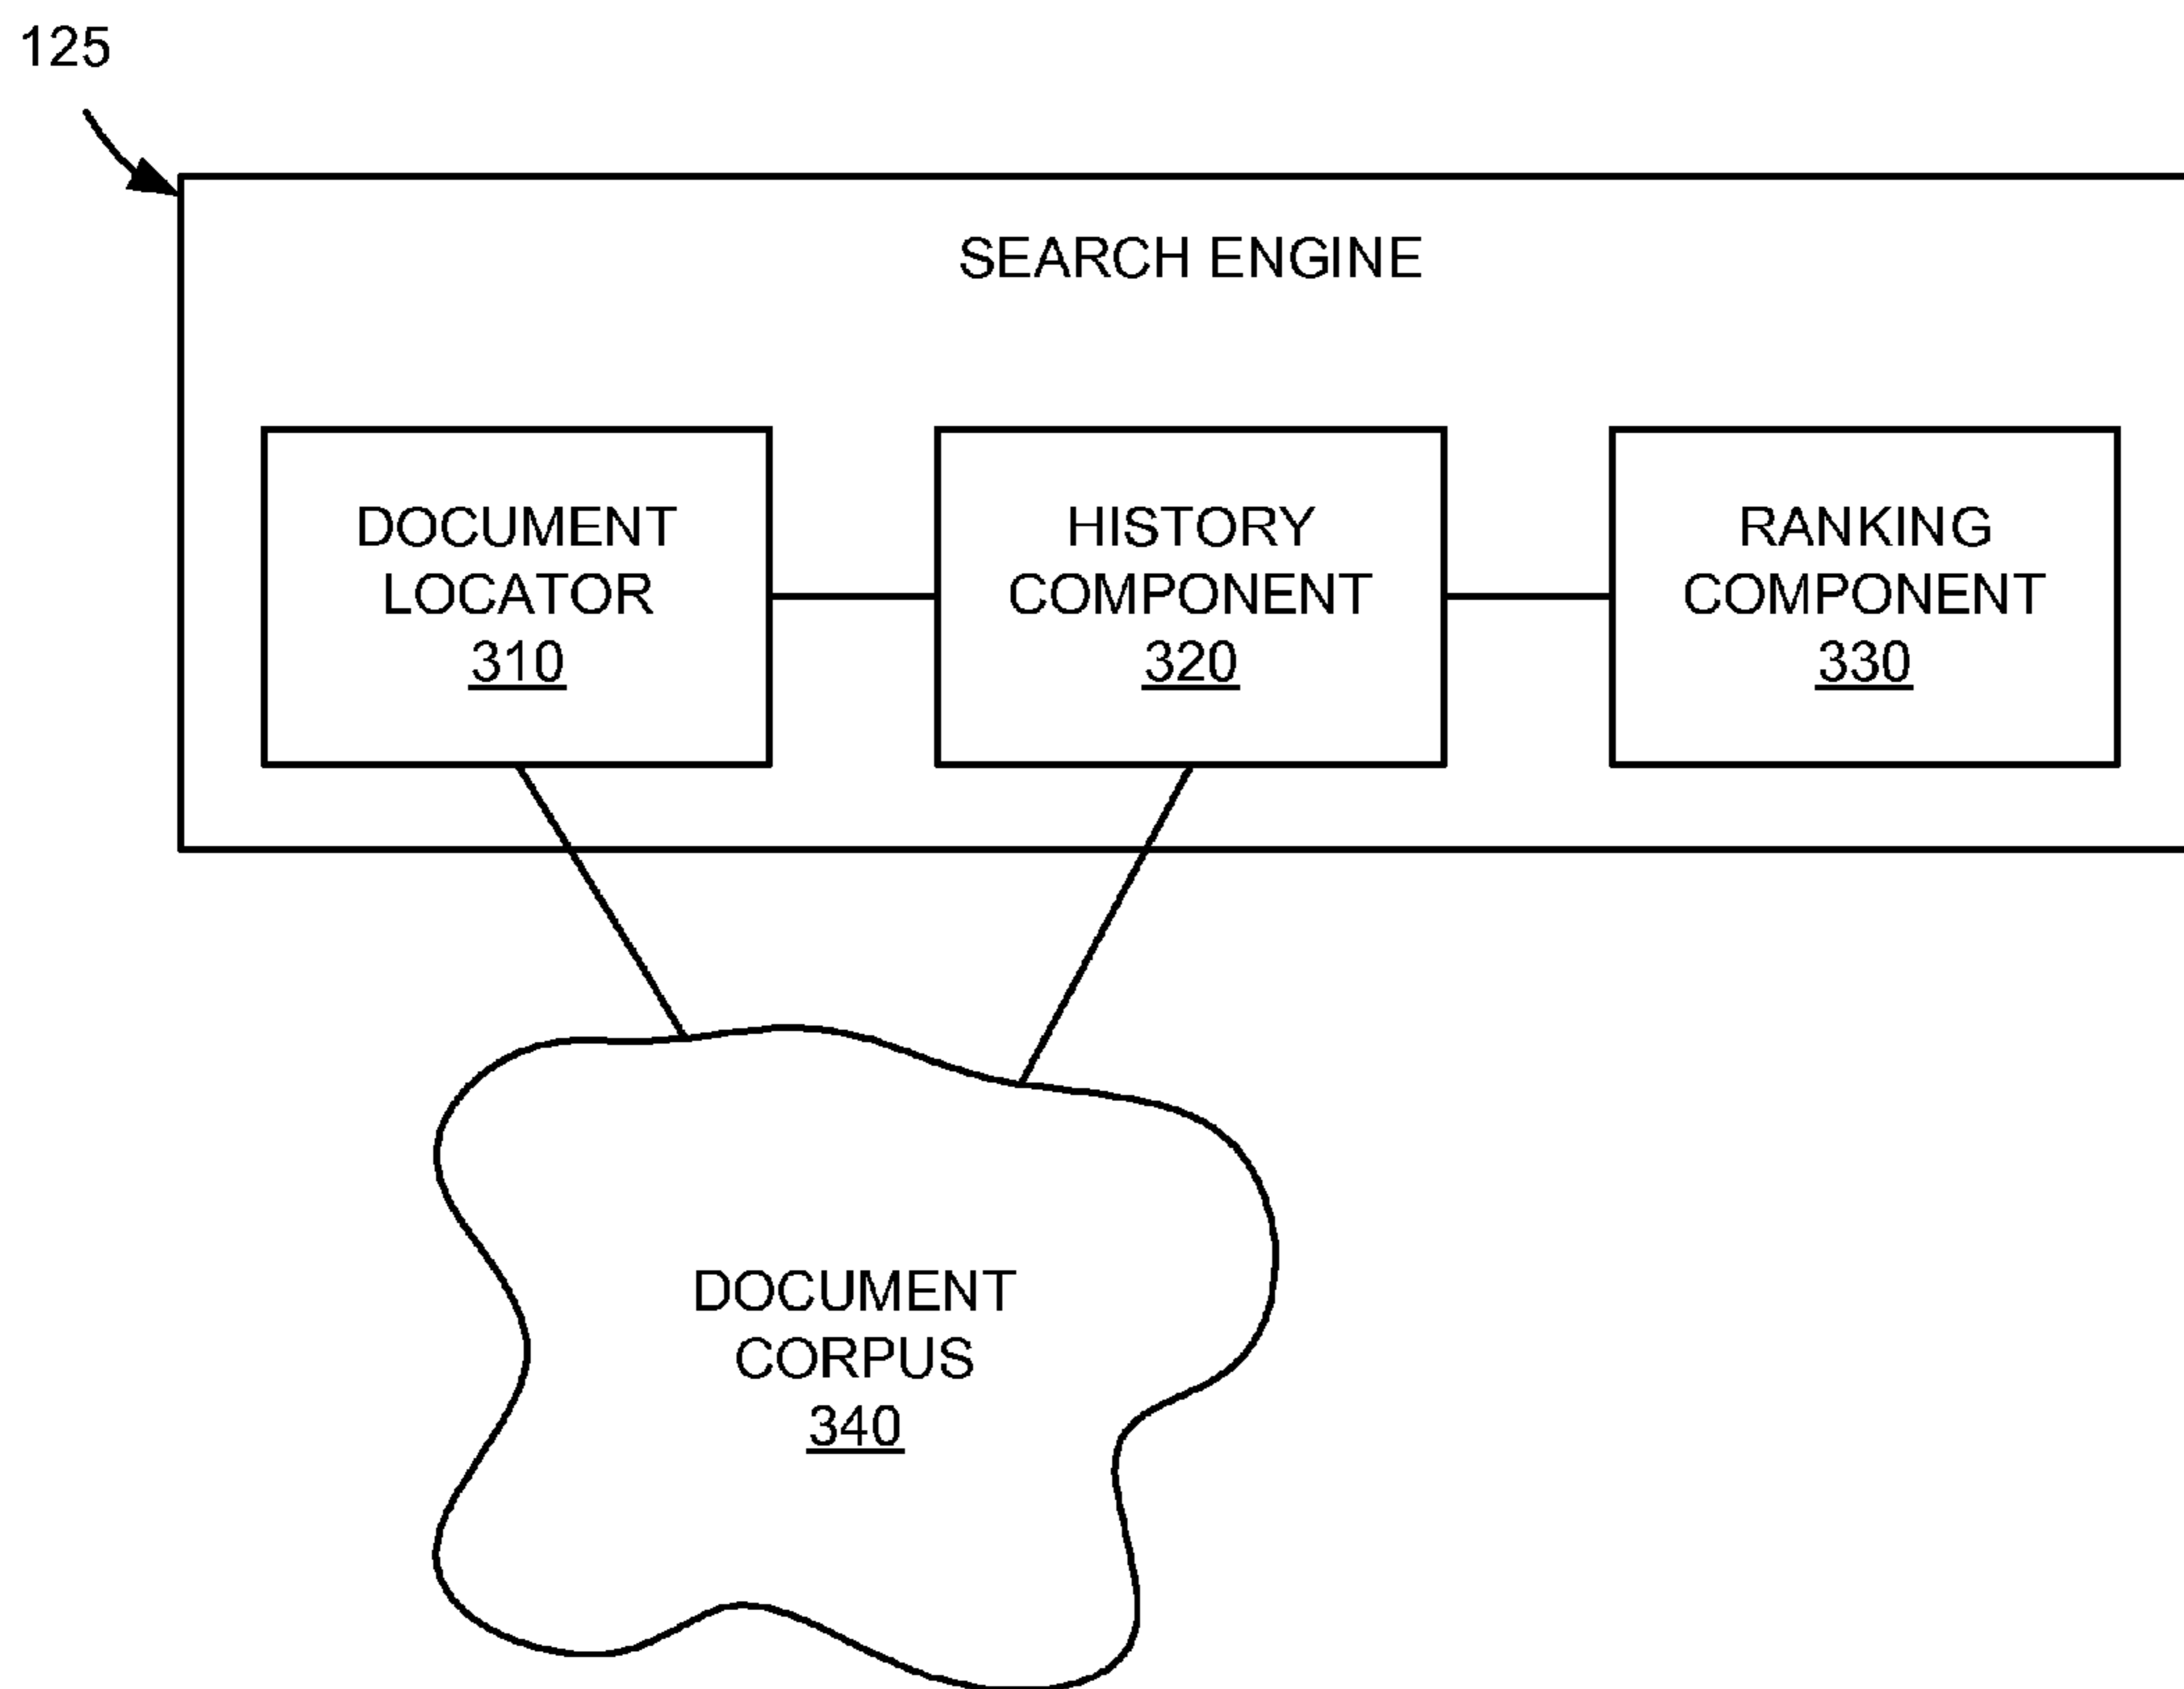 125
SEARCH ENGINE
DOCUMENT
LOCATOR
310
HISTORY
COMPONENT
320
RANKING
COMPONENT
330
DOCUMENT
CORPUS
340